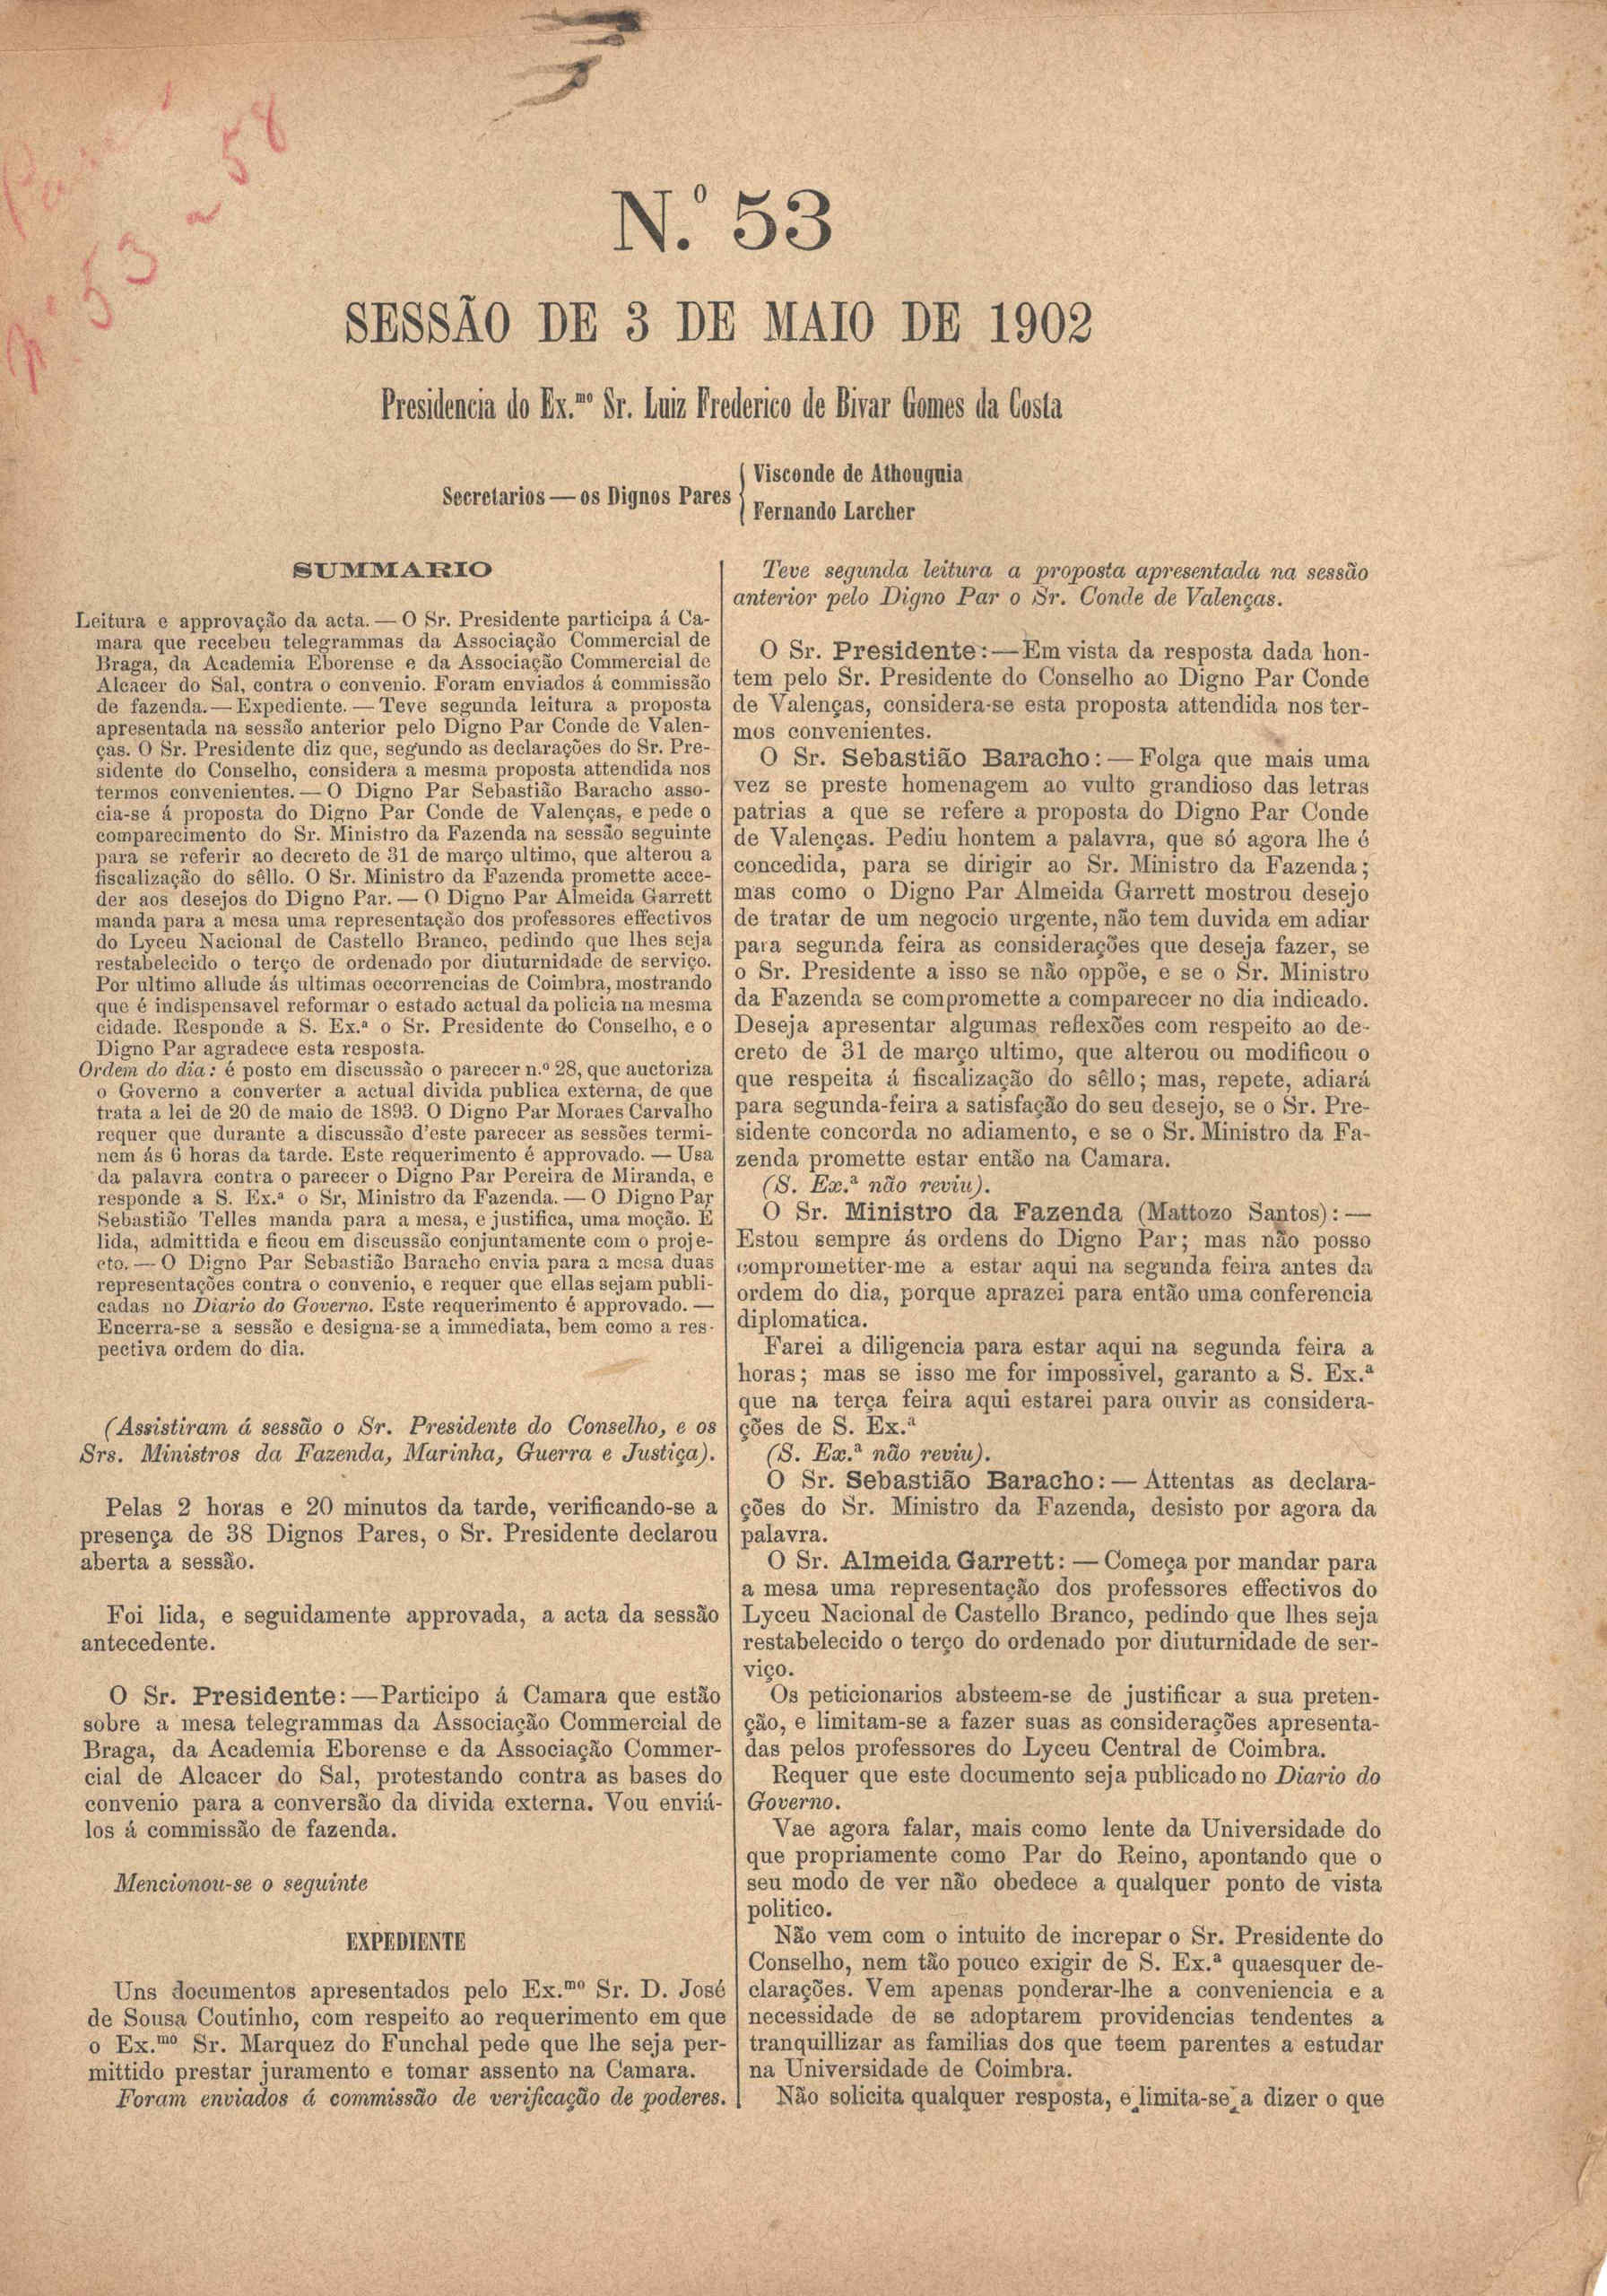 Pares
n.º 53 a 58
N.º 53
SESSÃO DE 3 DE MAIO DE 1902
Presidencia do Ex.mo Sr. Luiz Frederico de Bivar Gomes da Costa
Secretarios — os Dignos Pares
Visconde de Athouguia
Fernando Larcher
SUMMARIO
Leitura e approvação da acta. — O Sr. Presidente participa á Ca-
mara que recebeu telegrammas da Associação Commercial de
Braga, da Academia Eborense e da Associação Commercial de
Alcacer do Sal, contra o convenio. Foram enviados á commissão
de fazenda. — Expediente. — Teve segunda leitura a proposta
apresentada na sessão anterior pelo Digno Par Conde de Valen-
ças. O Sr. Presidente diz que, segundo as declarações do Sr. Pre-
sidente do Conselho, considera a mesma proposta attendida nos
termos convenientes. — O Digno Par Sebastião Baracho asso-
cia-se á proposta do Digno Par Conde de Valenças, e pede o
comparecimento do Sr. Ministro da Fazenda na sessão seguinte
para se referir ao decreto de 31 de março ultimo, que alterou a
fiscalização do sêllo. O Sr. Ministro da Fazenda promette acce-
der aos desejos do Digno Par. — O Digno Par Almeida Garrett
manda para a mesa uma representação dos professores effectivos
do Lyceu Nacional de Castello Branco, pedindo que lhes seja
restabelecido o terço de ordenado por diuturnidade de serviço.
Por ultimo allude ás ultimas occorrencias de Coimbra, mostrando
que é indispensavel reformar o estado actual da policia na mesma
cidade. Responde a S. Ex.ª o Sr. Presidente do Conselho, e o
Digno Par agradece esta resposta.
Ordem do dia: é posto em discussão o parecer n.º 28, que auctoriza
o Governo a converter a actual divida publica externa, de que
trata a lei de 20 de maio de 1893. O Digno Par Moraes Carvalho
requer que durante a discussão d'este parecer as sessões termi-
nem ás 6 horas da tarde. Este requerimento é approvado. — Usa
da palavra contra o parecer o Digno Par Pereira de Miranda, e
responde a S. Ex.ª o Sr, Ministro da Fazenda. — O Digno Par
Sebastião Telles manda para a mesa, e justifica, uma moção. É
lida, admittida e ficou em discussão conjuntamente com o proje-
cto. — O Digno Par Sebastião Baracho envia para a mesa duas
representações contra o convenio, e requer que ellas sejam publi-
cadas no Diario do Governo. Este requerimento é approvado. —
Encerra-se a sessão e designa-se a immediata, bem como a res-
pectiva ordem do dia.
(Assistiram á sessão o Sr. Presidente do Conselho, e os
Srs. Ministros da Fazenda, Marinha, Guerra e Justiça).
Pelas 2 horas e 20 minutos da tarde, verificando-se a
presença de 38 Dignos Pares, o Sr. Presidente declarou
aberta a sessão.
Foi lida, e seguidamente approvada, a acta da sessão
antecedente.
O Sr. Presidente: — Participo á Camara que estão
sobre a mesa telegrammas da Associação Commercial de
Braga, da Academia Eborense e da Associação Commer-
cial de Alcacer do Sal, protestando contra as bases do
convenio para a conversão da divida externa. Vou enviá-
los á commissão de fazenda.
Mencionou-se o seguinte
EXPEDIENTE
Uns documentos apresentados pelo Ex.mo Sr. D. José
de Sousa Coutinho, com respeito ao requerimento em que
o Ex.mo Sr. Marquez do Funchal pede que lhe seja per-
mittido prestar juramento e tomar assento na Camara.
Foram enviados á commissão de verificação de poderes.
Teve segunda leitura a proposta apresentada na sessão
anterior pelo Digno Par o Sr. Conde de Valenças.
O Sr. Presidente: — Em vista da resposta dada hon-
tem pelo Sr. Presidente do Conselho ao Digno Par Conde
de Valenças, considera-se esta proposta attendida nos ter-
mos convenientes.
O Sr. Sebastião Baracho: — Folga que mais uma
vez se preste homenagem ao vulto grandioso das letras
patrias a que se refere a proposta do Digno Par Conde
de Valenças. Pediu hontem a palavra, que só agora lhe é
concedida, para se dirigir ao Sr. Ministro da Fazenda;
mas como o Digno Par Almeida Garrett mostrou desejo
de tratar de um negocio urgente, não tem duvida em adiar
para segunda feira as considerações que deseja fazer, se
o Sr. Presidente a isso se não oppõe, e se o Sr. Ministro
da Fazenda se compromette a comparecer no dia indicado.
Deseja apresentar algumas reflexões com respeito ao de-
creto de 31 de março ultimo, que alterou ou modificou o
que respeita á fiscalização do sêllo; mas, repete, adiará
para segunda-feira a satisfação do seu desejo, se o Sr. Pre-
sidente concorda no adiamento, e se o Sr. Ministro da Fa-
zenda promette estar então na Camara.
(S. Ex.ª não reviu).
O Sr. Ministro da Fazenda (Mattozo Santos): —
Estou sempre ás ordens do Digno Par; mas não posso
comprometter-me a estar aqui na segunda feira antes da
ordem do dia, porque aprazei para então uma conferencia
diplomatica.
Farei a diligencia para estar aqui na segunda feira a
horas; mas se isso me for impossivel, garanto a S. Ex.ª
que na terça feira aqui estarei para ouvir as considera-
ções de S. Ex.ª
(S. Ex.ª não reviu).
O Sr. Sebastião Baracho: — Attentas as declara-
ções do Sr. Ministro da Fazenda, desisto por agora da
palavra.
O Sr. Almeida Garrett: — Começa por mandar para
a mesa uma representação dos professores effectivos do
Lyceu Nacional de Castello Branco, pedindo que lhes seja
restabelecido o terço do ordenado por diuturnidade de ser-
viço.
Os peticionarios absteem-se de justificar a sua preten-
ção, e limitam-se a fazer suas as considerações apresenta-
das pelos professores do Lyceu Central de Coimbra.
Requer que este documento seja publicado no Diario do
Governo.
Vae agora falar, mais como lente da Universidade do
que propriamente como Par do Reino, apontando que o
seu modo de ver não obedece a qualquer ponto de vista
politico.
Não vem com o intuito de increpar o Sr. Presidente do
Conselho, nem tão pouco exigir de S. Ex.ª quaesquer de-
clarações. Vem apenas ponderar-lhe a conveniencia e a
necessidade de se adoptarem providencias tendentes a
tranquillizar as familias dos que teem parentes a estudar
na Universidade de Coimbra.
Não solicita qualquer resposta, e limita-se a dizer o que